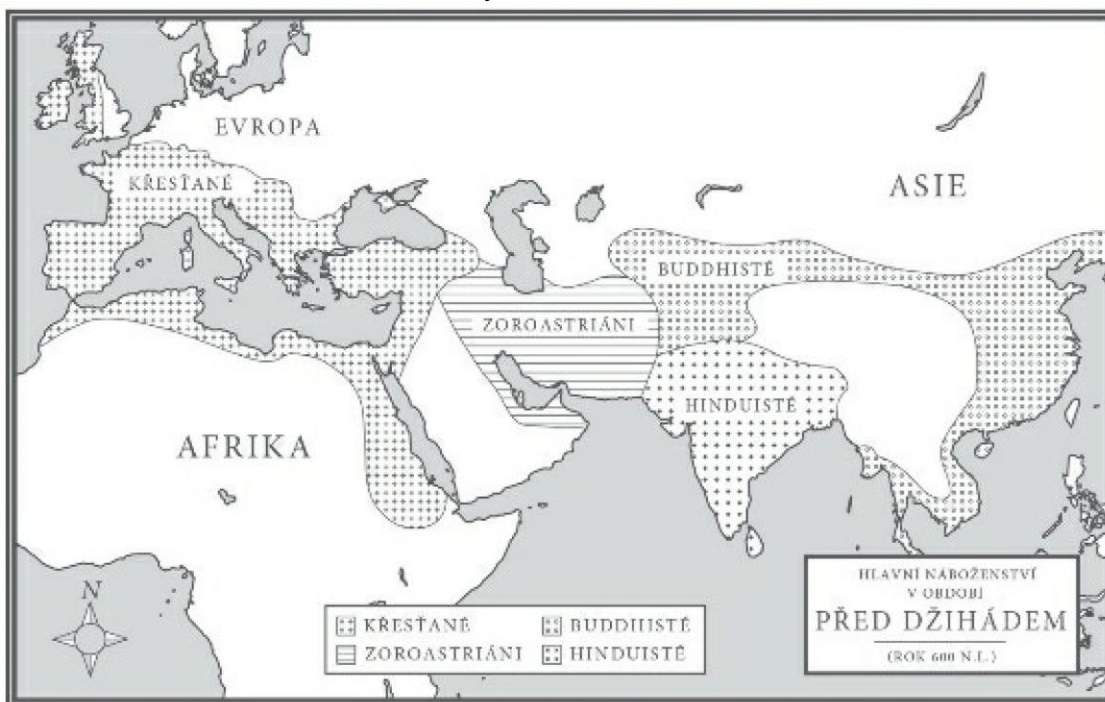 EVROPA
KŘESŤANÉ
ASIE
BUDDHISTÉ
ZOROASTRIÁNI
HINDUISTÉ
AFRIKA
N
KŘESŤANÉ
BUDDHISTÉ
ZOROASTRIÁNI
HINDUISTÉ
HLAVNÍ NÁBOŽENSTVÍ
V OBDOBÍ
PŘED DŽIHÁDEM
(ROK 600 N.L.)